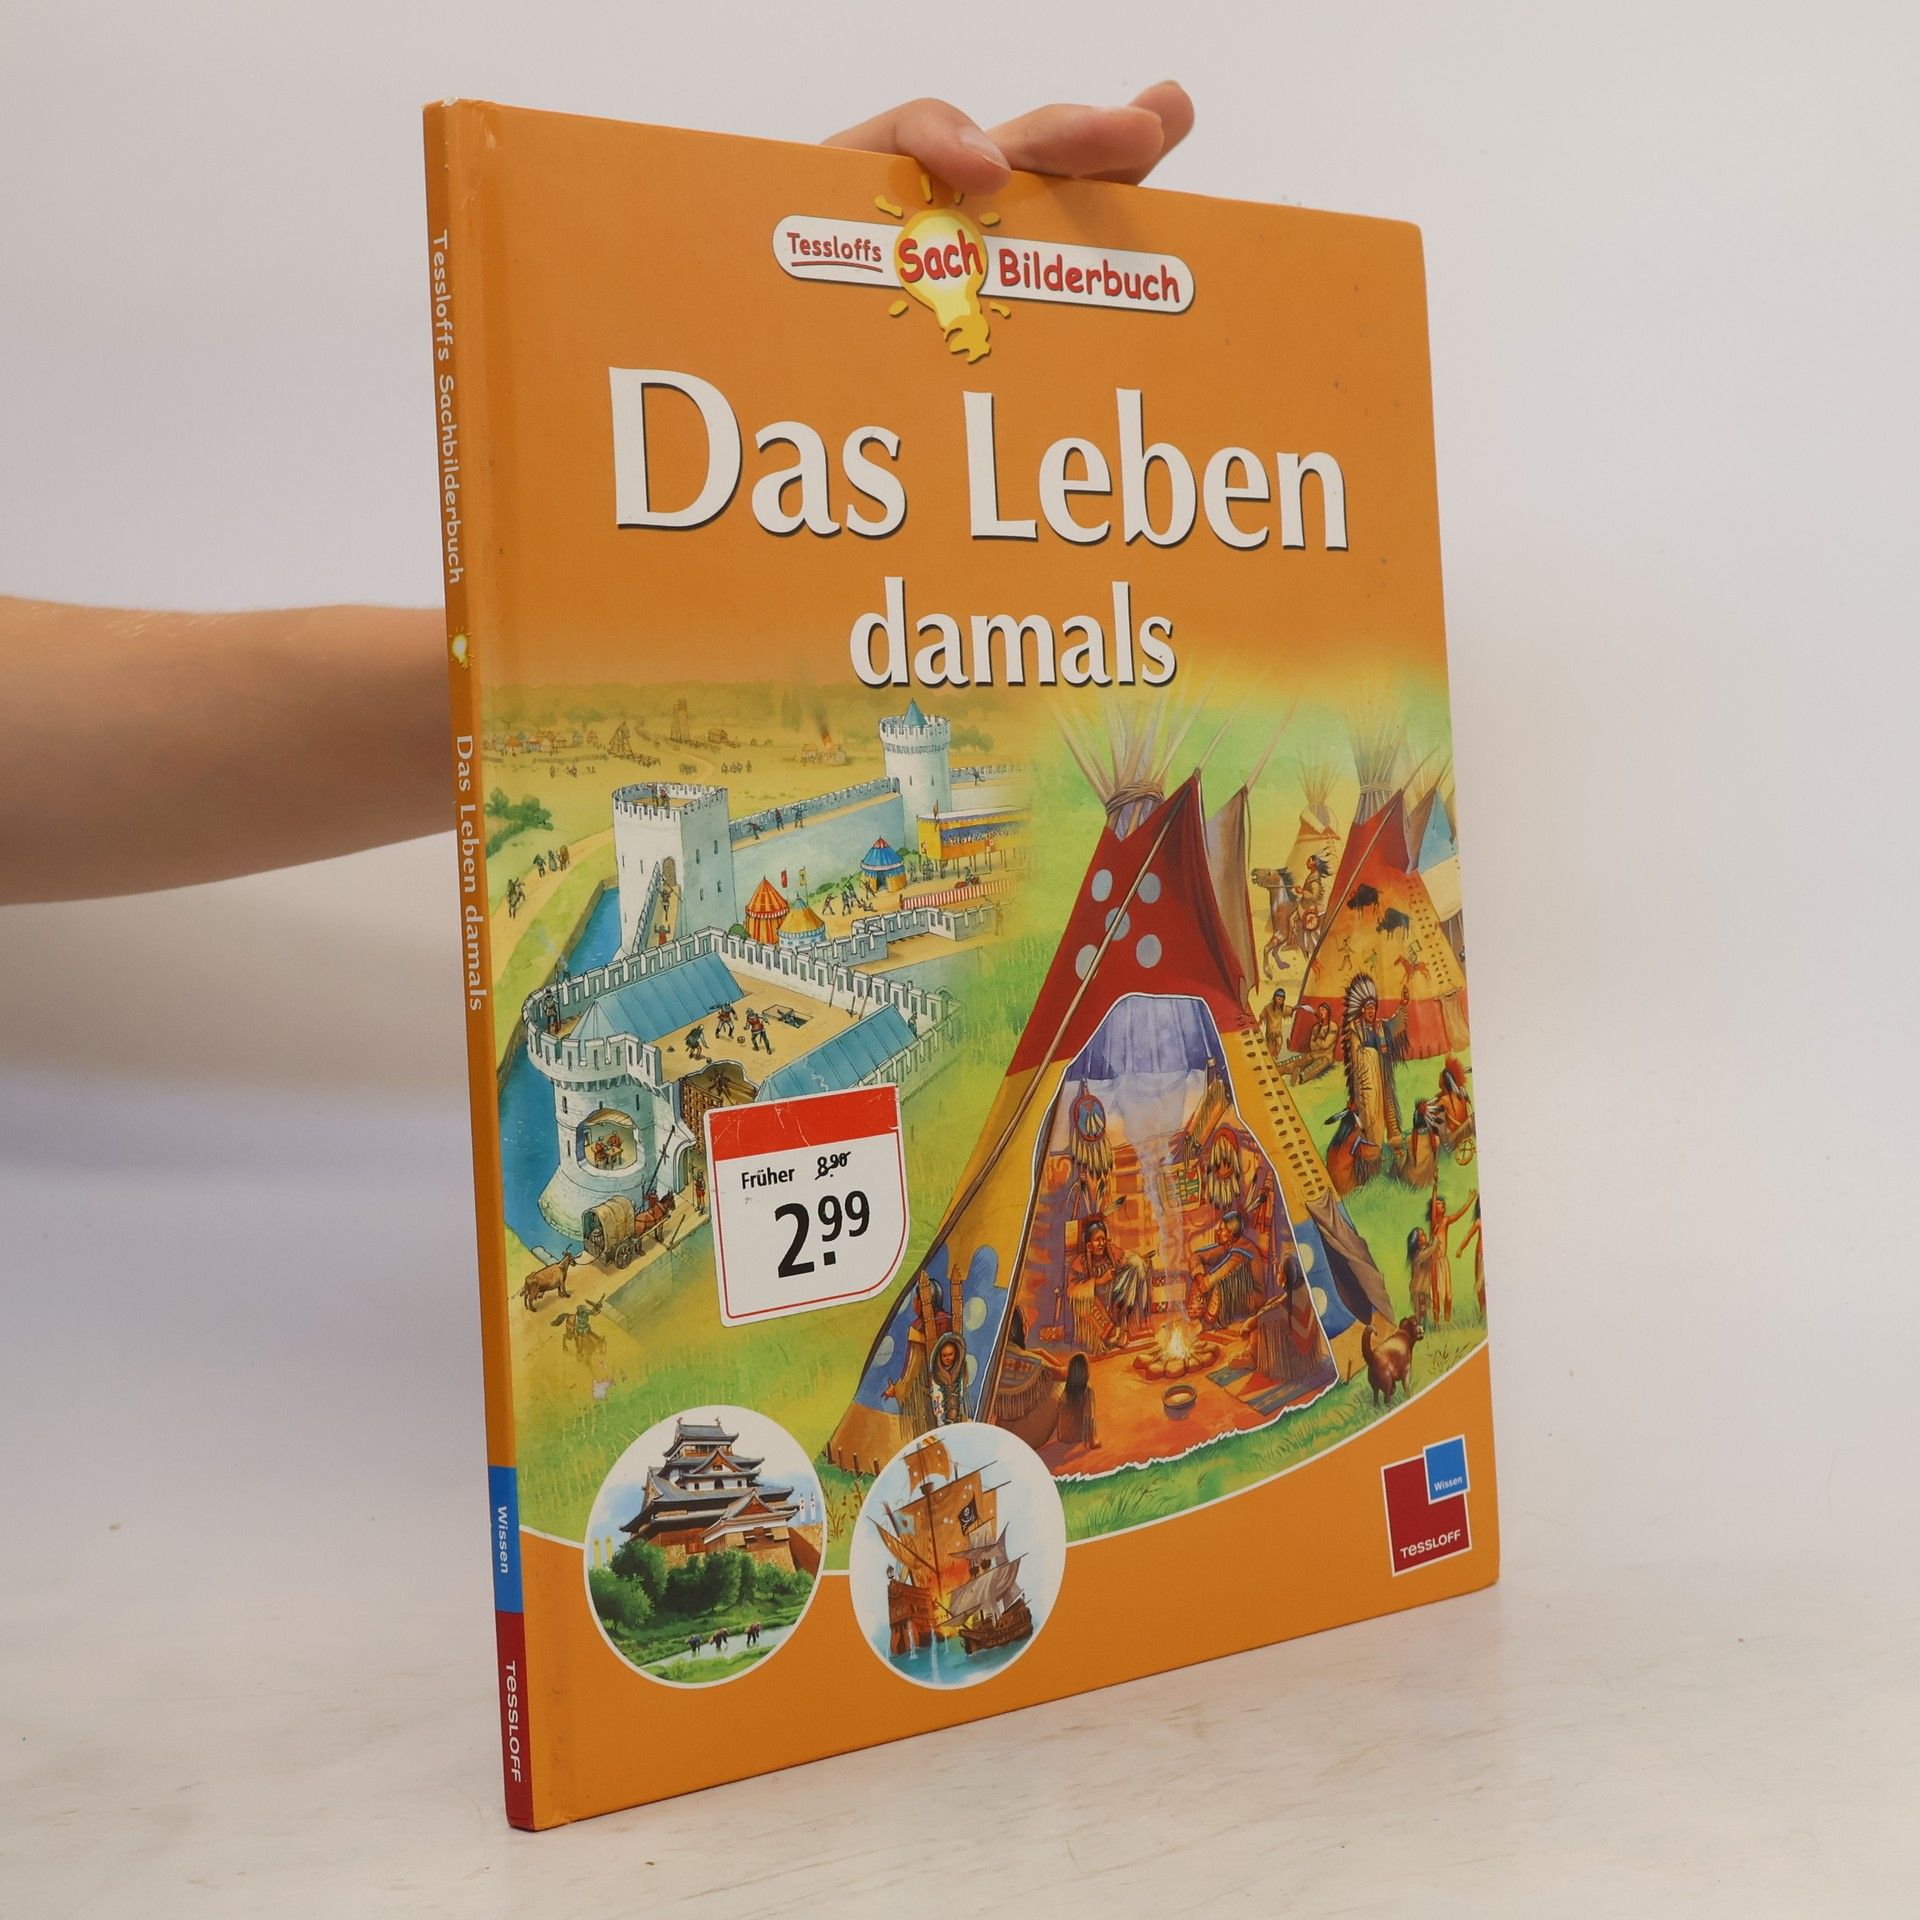 Tessloffs Sach Bilderbuch
Das Leben
damals
Früher 8.90
2.99
Wissen
TESSLOFF
Tessloffs Sachbilderbuch
Das Leben damals
Wissen
TESSLOFF